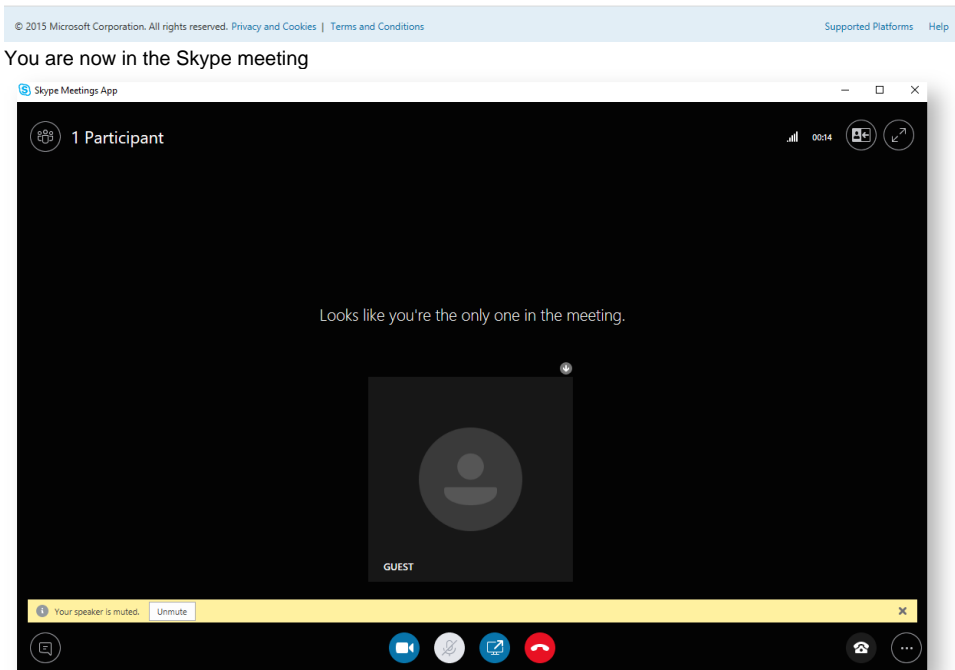 © 2015 Microsoft Corporation. All rights reserved. Privacy and Cookies | Terms and Conditions Supported Platforms Help
You are now in the Skype meeting
Skype Meetings App
1 Participant 00:14
Looks like you're the only one in the meeting.
GUEST
Your speaker is muted. Unmute